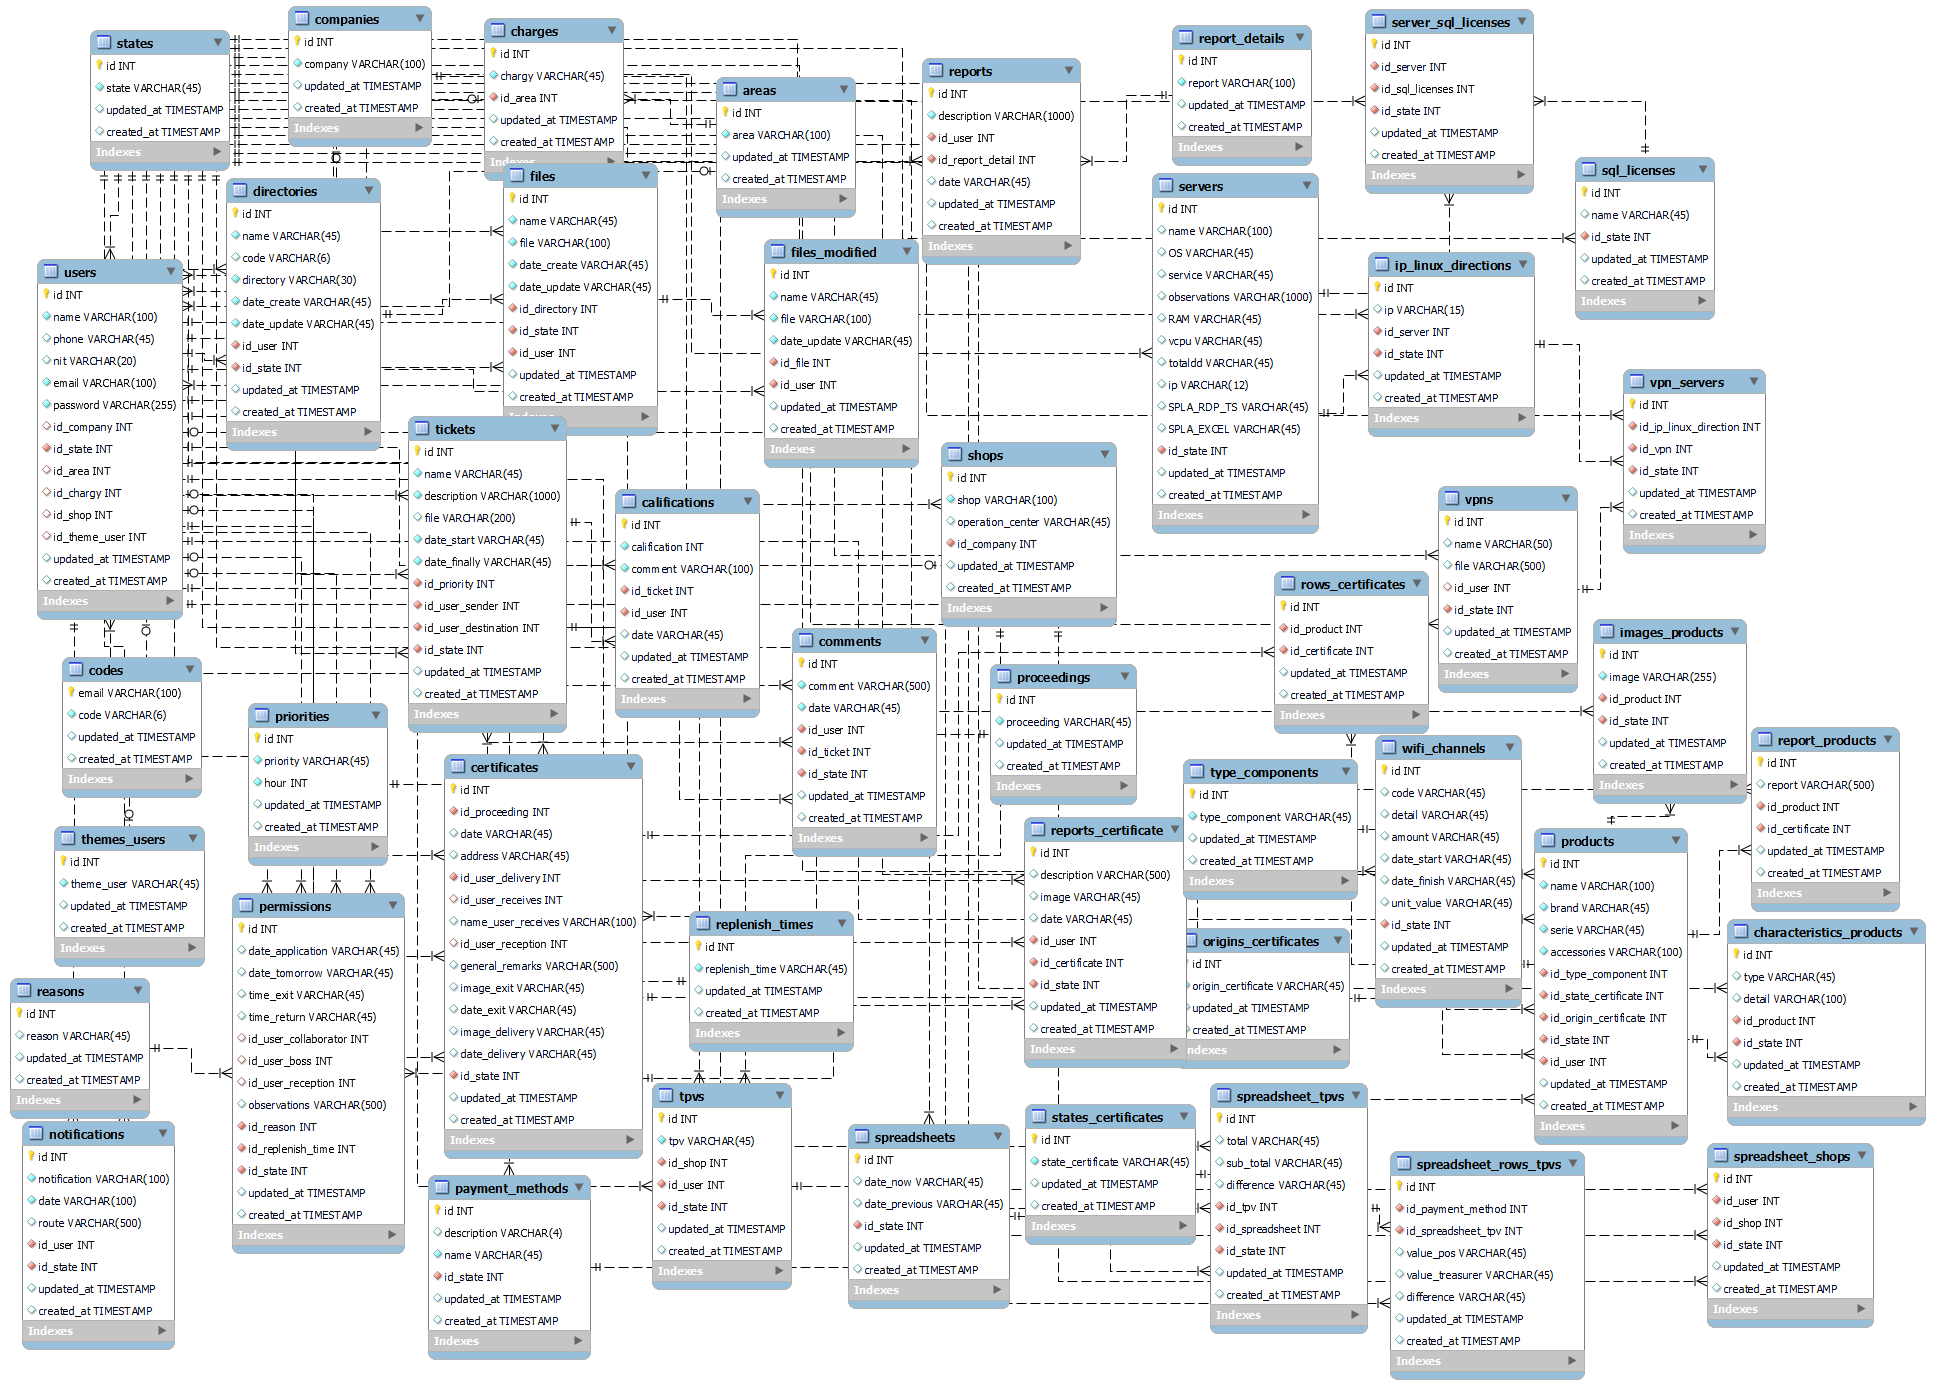 states
id INT
state VARCHAR(45)
updated_at TIMESTAMP
created_at TIMESTAMP
Indexes
companies
id INT
company VARCHAR(100)
updated_at TIMESTAMP
created_at TIMESTAMP
Indexes
charges
id INT
chargy VARCHAR(45)
id_area INT
updated_at TIMESTAMP
created_at TIMESTAMP
Indexes
areas
id INT
area VARCHAR(100)
updated_at TIMESTAMP
created_at TIMESTAMP
Indexes
reports
id INT
description VARCHAR(1000)
id_user INT
id_report_detail INT
date VARCHAR(45)
updated_at TIMESTAMP
created_at TIMESTAMP
Indexes
report_details
id INT
report VARCHAR(100)
updated_at TIMESTAMP
created_at TIMESTAMP
Indexes
server_sql_licenses
id INT
id_server INT
id_sql_licenses INT
id_state INT
updated_at TIMESTAMP
created_at TIMESTAMP
Indexes
sql_licenses
id INT
name VARCHAR(45)
id_state INT
updated_at TIMESTAMP
created_at TIMESTAMP
Indexes
directories
id INT
name VARCHAR(45)
code VARCHAR(6)
directory VARCHAR(30)
date_create VARCHAR(45)
date_update VARCHAR(45)
id_user INT
id_state INT
updated_at TIMESTAMP
created_at TIMESTAMP
Indexes
files
id INT
name VARCHAR(45)
file VARCHAR(100)
date_create VARCHAR(45)
date_update VARCHAR(45)
id_directory INT
id_state INT
id_user INT
updated_at TIMESTAMP
created_at TIMESTAMP
Indexes
files_modified
id INT
name VARCHAR(45)
file VARCHAR(100)
date_update VARCHAR(45)
id_file INT
id_user INT
updated_at TIMESTAMP
created_at TIMESTAMP
Indexes
servers
id INT
name VARCHAR(100)
OS VARCHAR(45)
service VARCHAR(45)
observations VARCHAR(1000)
RAM VARCHAR(45)
vcpu VARCHAR(45)
totaldd VARCHAR(45)
ip VARCHAR(12)
SPLA_RDP_TS VARCHAR(45)
SPLA_EXCEL VARCHAR(45)
id_state INT
updated_at TIMESTAMP
created_at TIMESTAMP
Indexes
ip_linux_directions
id INT
ip VARCHAR(15)
id_server INT
id_state INT
updated_at TIMESTAMP
created_at TIMESTAMP
Indexes
vpn_servers
id INT
id_ip_linux_direction INT
id_vpn INT
id_state INT
updated_at TIMESTAMP
created_at TIMESTAMP
Indexes
users
id INT
name VARCHAR(100)
phone VARCHAR(45)
nit VARCHAR(20)
email VARCHAR(100)
password VARCHAR(255)
id_company INT
id_state INT
id_area INT
id_chargy INT
id_shop INT
id_theme_user INT
updated_at TIMESTAMP
created_at TIMESTAMP
Indexes
tickets
id INT
name VARCHAR(45)
description VARCHAR(1000)
file VARCHAR(200)
date_start VARCHAR(45)
date_finally VARCHAR(45)
id_priority INT
id_user_sender INT
id_user_destination INT
id_state INT
updated_at TIMESTAMP
created_at TIMESTAMP
Indexes
califications
id INT
calification INT
comment VARCHAR(100)
id_ticket INT
id_user INT
date VARCHAR(45)
updated_at TIMESTAMP
created_at TIMESTAMP
Indexes
shops
id INT
shop VARCHAR(100)
operation_center VARCHAR(45)
id_company INT
updated_at TIMESTAMP
created_at TIMESTAMP
Indexes
vpns
id INT
name VARCHAR(50)
file VARCHAR(500)
id_user INT
id_state INT
updated_at TIMESTAMP
created_at TIMESTAMP
Indexes
rows_certificates
id INT
id_product INT
id_certificate INT
updated_at TIMESTAMP
created_at TIMESTAMP
Indexes
images_products
id INT
image VARCHAR(255)
id_product INT
id_state INT
updated_at TIMESTAMP
created_at TIMESTAMP
Indexes
codes
email VARCHAR(100)
code VARCHAR(6)
updated_at TIMESTAMP
created_at TIMESTAMP
Indexes
priorities
id INT
priority VARCHAR(45)
hour INT
updated_at TIMESTAMP
created_at TIMESTAMP
Indexes
comments
id INT
comment VARCHAR(500)
date VARCHAR(45)
id_user INT
id_ticket INT
id_state INT
updated_at TIMESTAMP
created_at TIMESTAMP
Indexes
proceedings
id INT
proceeding VARCHAR(45)
updated_at TIMESTAMP
created_at TIMESTAMP
Indexes
type_components
id INT
type_component VARCHAR(45)
updated_at TIMESTAMP
created_at TIMESTAMP
Indexes
wifi_channels
id INT
code VARCHAR(45)
detail VARCHAR(45)
amount VARCHAR(45)
date_start VARCHAR(45)
date_finish VARCHAR(45)
unit_value VARCHAR(45)
id_state INT
updated_at TIMESTAMP
created_at TIMESTAMP
Indexes
report_products
id INT
report VARCHAR(500)
id_product INT
id_certificate INT
updated_at TIMESTAMP
created_at TIMESTAMP
Indexes
themes_users
id INT
theme_user VARCHAR(45)
updated_at TIMESTAMP
created_at TIMESTAMP
Indexes
permissions
id INT
date_application VARCHAR(45)
date_tomorrow VARCHAR(45)
time_exit VARCHAR(45)
time_return VARCHAR(45)
id_user_collaborator INT
id_user_boss INT
id_user_reception INT
observations VARCHAR(500)
id_reason INT
id_replenish_time INT
id_state INT
updated_at TIMESTAMP
created_at TIMESTAMP
Indexes
certificates
id INT
id_proceeding INT
date VARCHAR(45)
address VARCHAR(45)
id_user_delivery INT
id_user_receives INT
name_user_receives VARCHAR(100)
id_user_reception INT
general_remarks VARCHAR(500)
image_exit VARCHAR(45)
date_exit VARCHAR(45)
image_delivery VARCHAR(45)
date_delivery VARCHAR(45)
id_state INT
updated_at TIMESTAMP
created_at TIMESTAMP
Indexes
replenish_times
id INT
replenish_time VARCHAR(45)
updated_at TIMESTAMP
created_at TIMESTAMP
Indexes
reports_certificate
id INT
description VARCHAR(500)
image VARCHAR(45)
date VARCHAR(45)
id_user INT
id_certificate INT
id_state INT
updated_at TIMESTAMP
created_at TIMESTAMP
Indexes
origins_certificates
id INT
origin_certificate VARCHAR(45)
updated_at TIMESTAMP
created_at TIMESTAMP
ndexes
products
id INT
name VARCHAR(100)
brand VARCHAR(45)
serie VARCHAR(45)
accessories VARCHAR(100)
id_type_component INT
id_state_certificate INT
id_origin_certificate INT
id_state INT
id_user INT
updated_at TIMESTAMP
created_at TIMESTAMP
Indexes
characteristics_products
id INT
type VARCHAR(45)
detail VARCHAR(100)
id_product INT
id_state INT
updated_at TIMESTAMP
created_at TIMESTAMP
Indexes
reasons
id INT
reason VARCHAR(45)
updated_at TIMESTAMP
created_at TIMESTAMP
Indexes
notifications
id INT
notification VARCHAR(100)
date VARCHAR(100)
route VARCHAR(500)
id_user INT
id_state INT
updated_at TIMESTAMP
created_at TIMESTAMP
Indexes
payment_methods
id INT
description VARCHAR(4)
name VARCHAR(45)
id_state INT
updated_at TIMESTAMP
created_at TIMESTAMP
Indexes
tpvs
id INT
tpv VARCHAR(45)
id_shop INT
id_user INT
id_state INT
updated_at TIMESTAMP
created_at TIMESTAMP
Indexes
spreadsheets
id INT
date_now VARCHAR(45)
date_previous VARCHAR(45)
id_state INT
updated_at TIMESTAMP
created_at TIMESTAMP
Indexes
states_certificates
id INT
state_certificate VARCHAR(45)
updated_at TIMESTAMP
created_at TIMESTAMP
Indexes
spreadsheet_tpvs
id INT
total VARCHAR(45)
sub_total VARCHAR(45)
difference VARCHAR(45)
id_tpv INT
id_spreadsheet INT
id_state INT
updated_at TIMESTAMP
created_at TIMESTAMP
Indexes
spreadsheet_rows_tpvs
id INT
id_payment_method INT
id_spreadsheet_tpv INT
value_pos VARCHAR(45)
value_treasurer VARCHAR(45)
difference VARCHAR(45)
updated_at TIMESTAMP
created_at TIMESTAMP
Indexes
spreadsheet_shops
id INT
id_user INT
id_shop INT
id_state INT
updated_at TIMESTAMP
created_at TIMESTAMP
Indexes